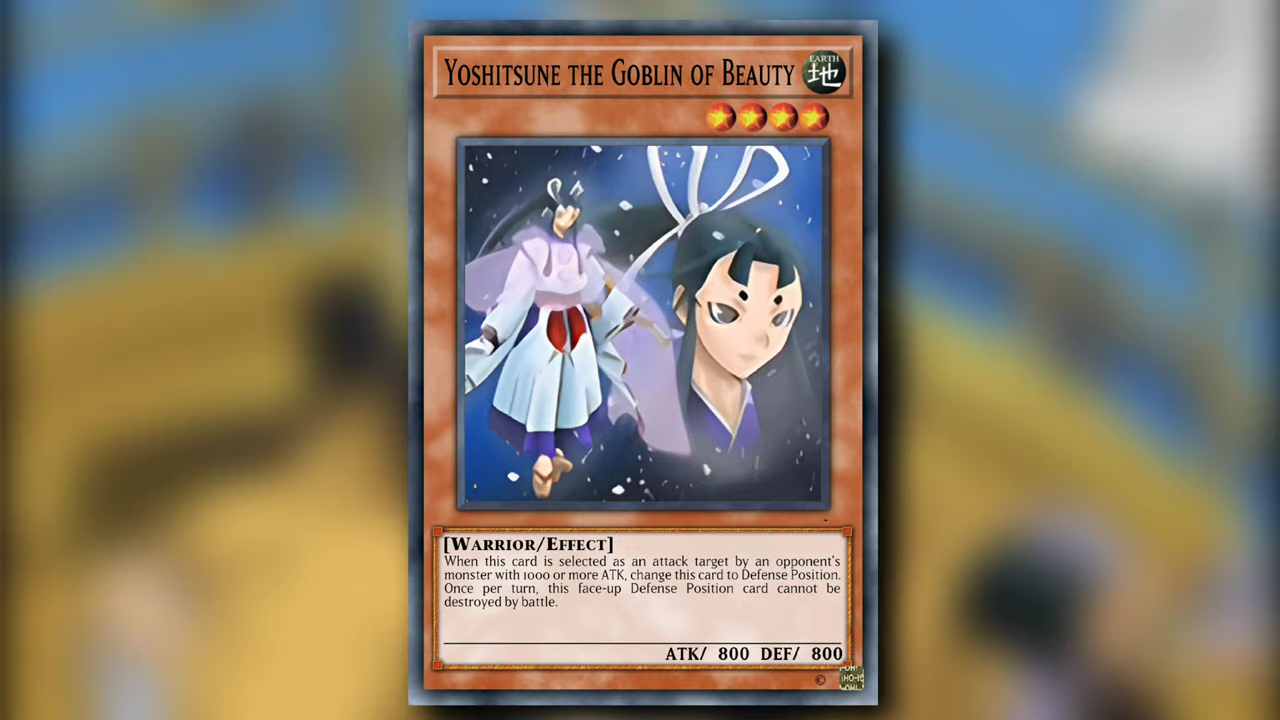 Yoshitsune the Goblin of Beauty
EARTH
地
[Warrior/Effect]
When this card is selected as an attack target by an opponent's
monster with 1000 or more ATK, change this card to Defense Position.
Once per turn, this face-up Defense Position card cannot be
destroyed by battle.
ATK/ 800 DEF/ 800
©